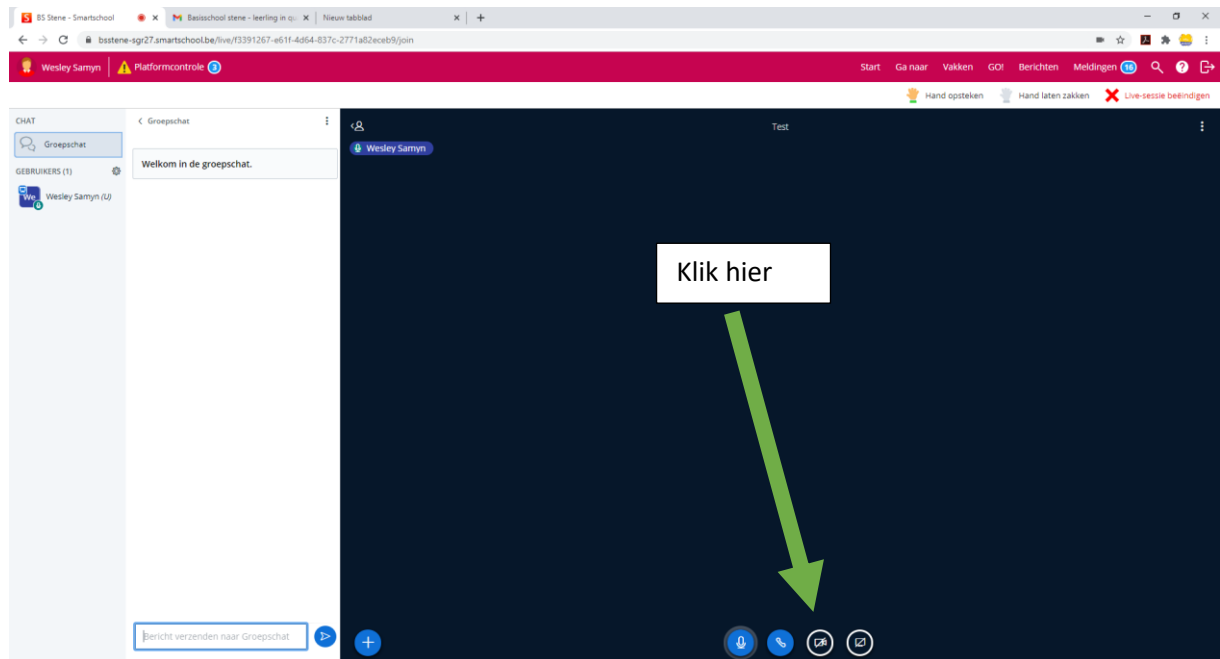 BS Stene - Smartschool
Basisschool stene - leerling in q
Nieuw tabblad
bsstene-sgr27.smartschool.be/live/f3391267-e61f-4d64-837c-2771a82eceb9/join
Wesley Samyn
Platformcontrole 3
Start Ga naar Vakken GO! Berichten Meldingen 16 ?
Hand opsteken Hand laten zakken Live-sessie beëindigen
CHAT
Groepschat
GEBRUIKERS (1)
We Wesley Samyn (U)
Groepschat
Welkom in de groepschat.
Bericht verzenden naar Groepschat
Test
Wesley Samyn
Klik hier